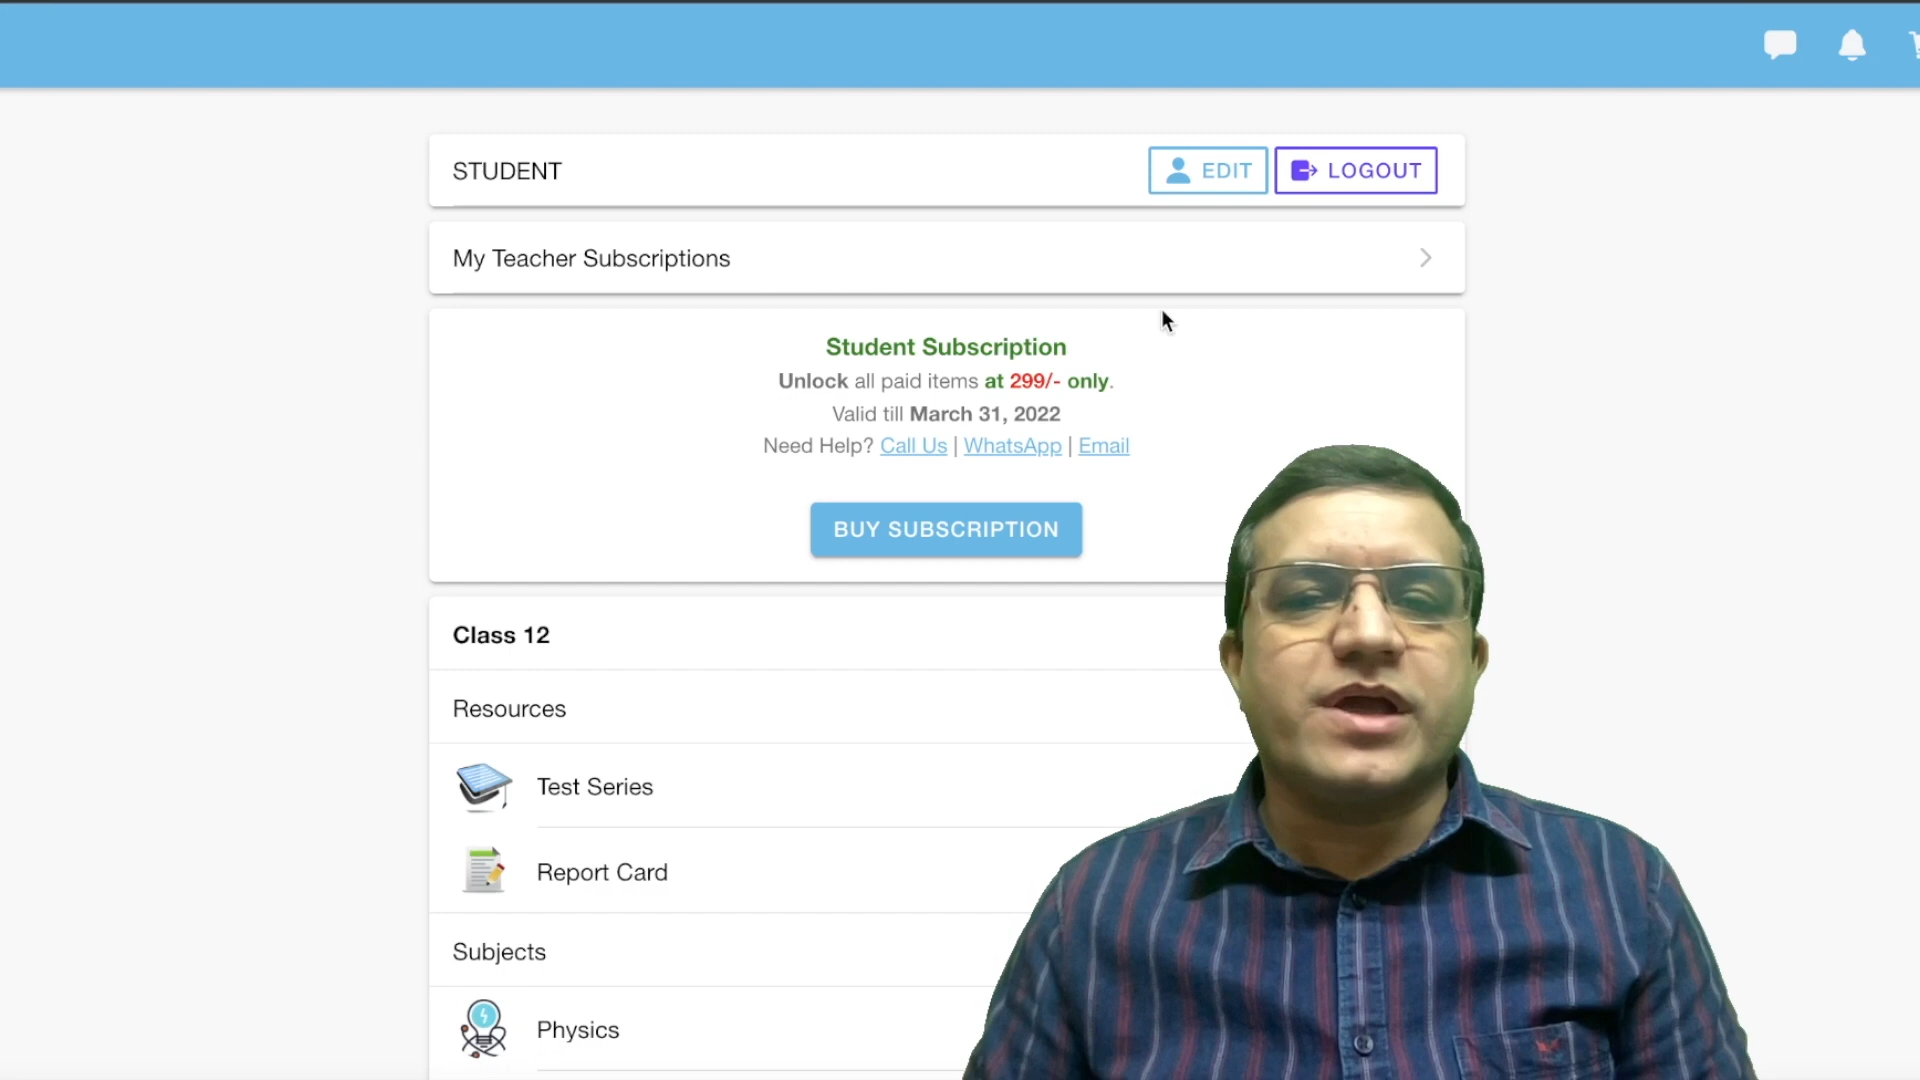 STUDENT
EDIT
LOGOUT
My Teacher Subscriptions
Student Subscription
Unlock all paid items at 299/- only.
Valid till March 31, 2022
Need Help? Call Us | WhatsApp | Email
BUY SUBSCRIPTION
Class 12
Resources
Test Series
Report Card
Subjects
Physics